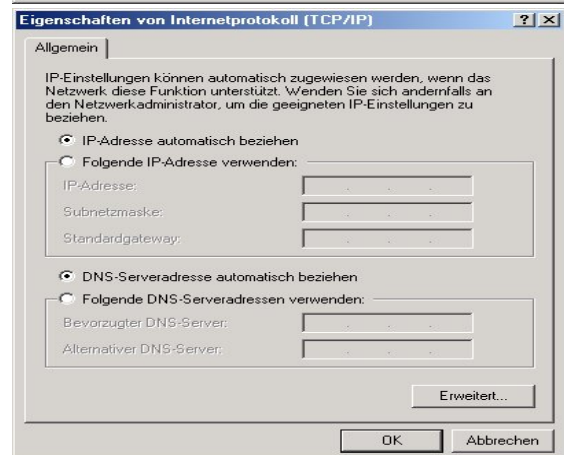 Eigenschaften von Internetprotokoll (TCP/IP)
Allgemein
IP-Einstellungen können automatisch zugewiesen werden, wenn das
Netzwerk diese Funktion unterstützt. Wenden Sie sich andernfalls an
den Netzwerkadministrator, um die geeigneten IP-Einstellungen zu
beziehen.
IP-Adresse automatisch beziehen
Folgende IP-Adresse verwenden:
IP-Adresse:
Subnetzmaske:
Standardgateway:
DNS-Serveradresse automatisch beziehen
Folgende DNS-Serveradressen verwenden:
Bevorzugter DNS-Server:
Alternativer DNS-Server:
Erweitert...
OK Abbrechen